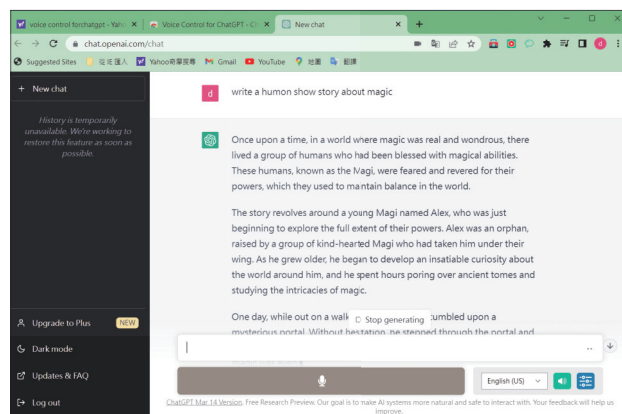 voice control forchatgpt - Yah
Voice Control for ChatGPT - Ch
New chat
chat.openai.com/chat
Suggested Sites
Yahoo奇摩搜尋
Gmail
YouTube
地圖
翻譯
+ New chat
d
write a humon show story about magic
History is temporarily
unavailable. We're working to
restore this feature as soon as
possible.
Once upon a time, in a world where magic was real and wondrous, there
lived a group of humans who had been blessed with magical abilities.
These humans, known as the Magi, were feared and revered for their
powers, which they used to maintain balance in the world.
The story revolves around a young Magi named Alex, who was just
beginning to explore the full extent of their powers. Alex was an orphan,
raised by a group of kind-hearted Magi who had taken him under their
wing. As he grew older, he began to develop an insatiable curiosity about
the world around him, and he spent hours poring over ancient tomes and
studying the intricacies of magic.
One day, while out on a walk
Stop generating
umbled upon a
mysterious portal. Without hesitation, he stepped through the portal and
Upgrade to Plus
NEW
Dark mode
Updates & FAQ
Log out
English (US)
ChatGPT Mar 14 Version. Free Research Preview. Our goal is to make AI systems more natural and safe to interact with. Your feedback will help us
improve.